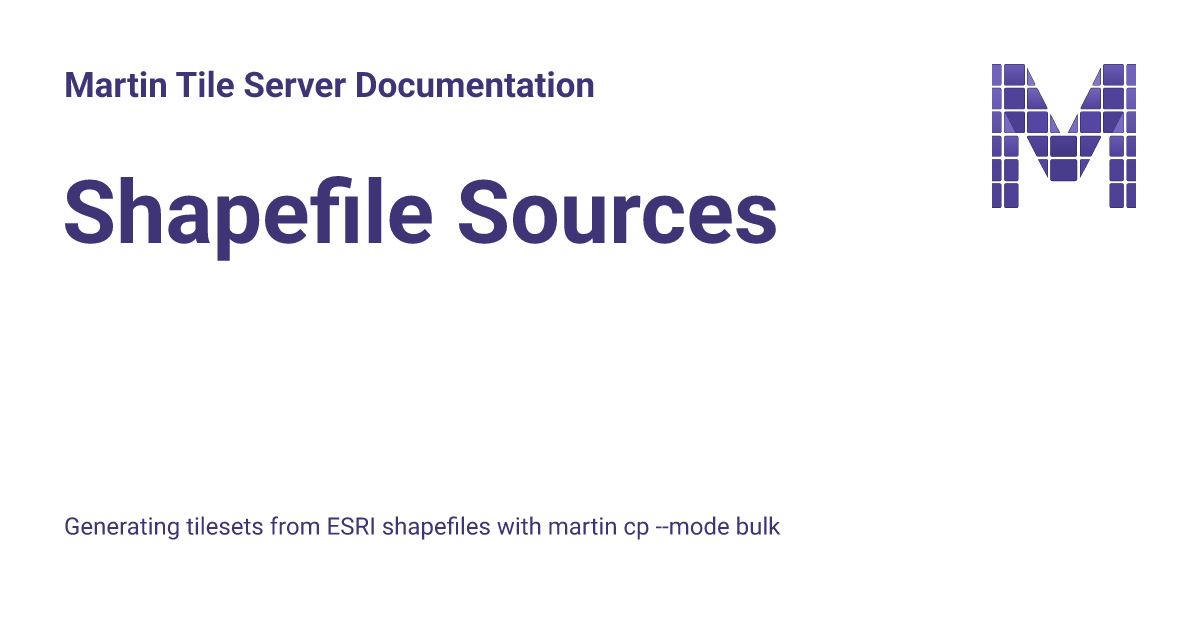 Martin Tile Server Documentation
Shapefile Sources
Generating tilesets from ESRI shapefiles with martin cp --mode bulk